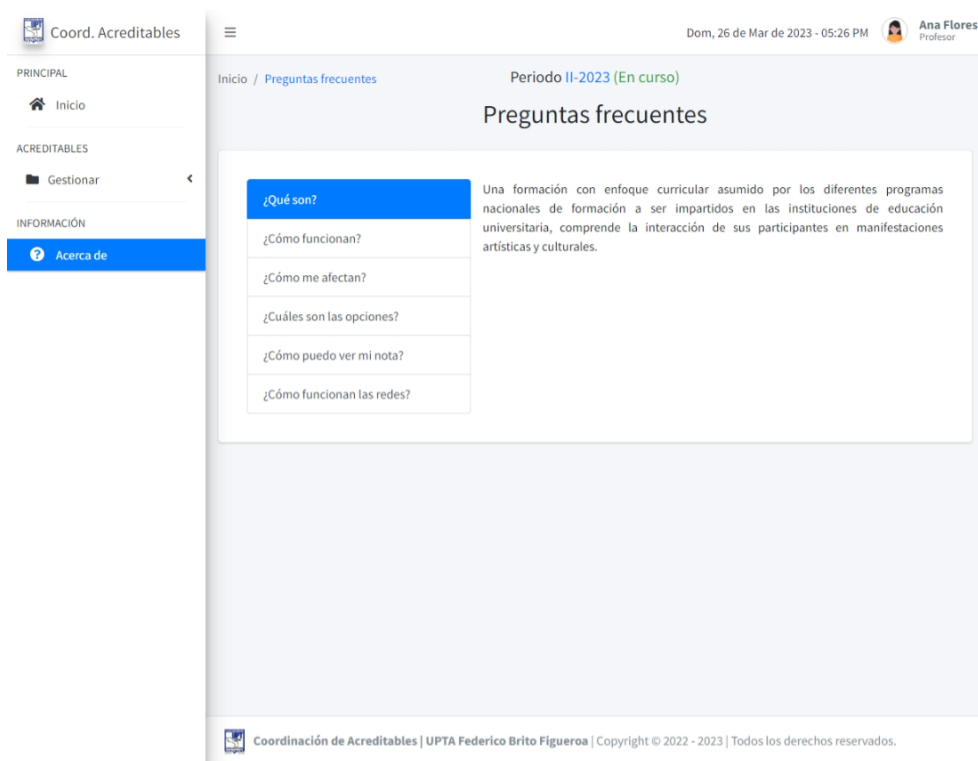 Coord. Acreditables
Dom, 26 de Mar de 2023 - 05:26 PM
Ana Flores
Profesor
PRINCIPAL
Inicio
ACREDITABLES
Gestionar
INFORMACIÓN
Acerca de
Inicio / Preguntas frecuentes
Periodo II-2023 (En curso)
Preguntas frecuentes
¿Qué son?
¿Cómo funcionan?
¿Cómo me afectan?
¿Cuáles son las opciones?
¿Cómo puedo ver mi nota?
¿Cómo funcionan las redes?
Una formación con enfoque curricular asumido por los diferentes programas
nacionales de formación a ser impartidos en las instituciones de educación
universitaria, comprende la interacción de sus participantes en manifestaciones
artísticas y culturales.
Coordinación de Acreditables | UPTA Federico Brito Figueroa | Copyright © 2022 - 2023 | Todos los derechos reservados.